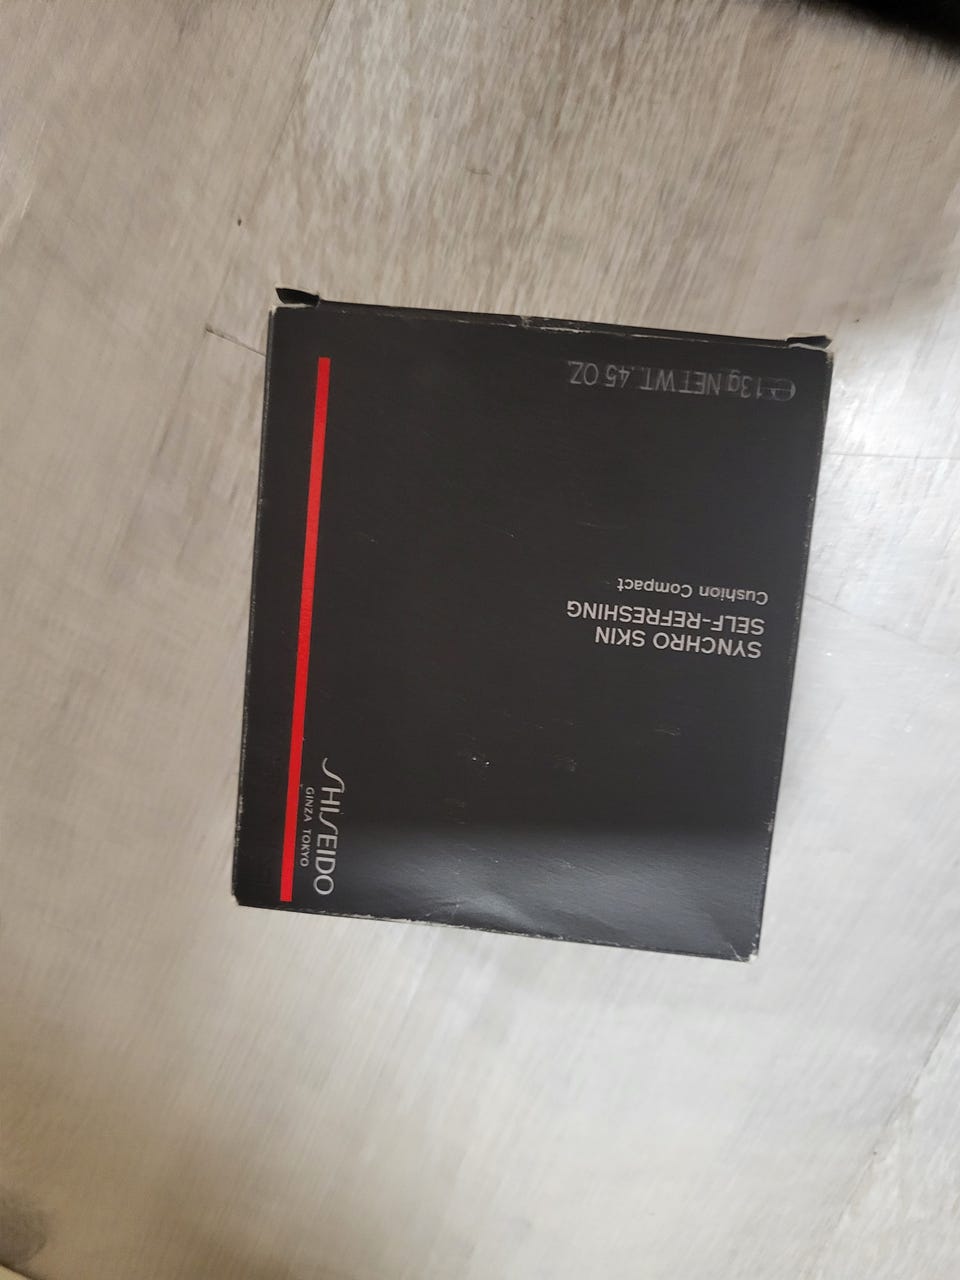 SHISEIDO
GINZA TOKYO
SYNCHRO SKIN
SELF-REFRESHING
Cushion Compact
℮ 13g NET WT. .45 OZ